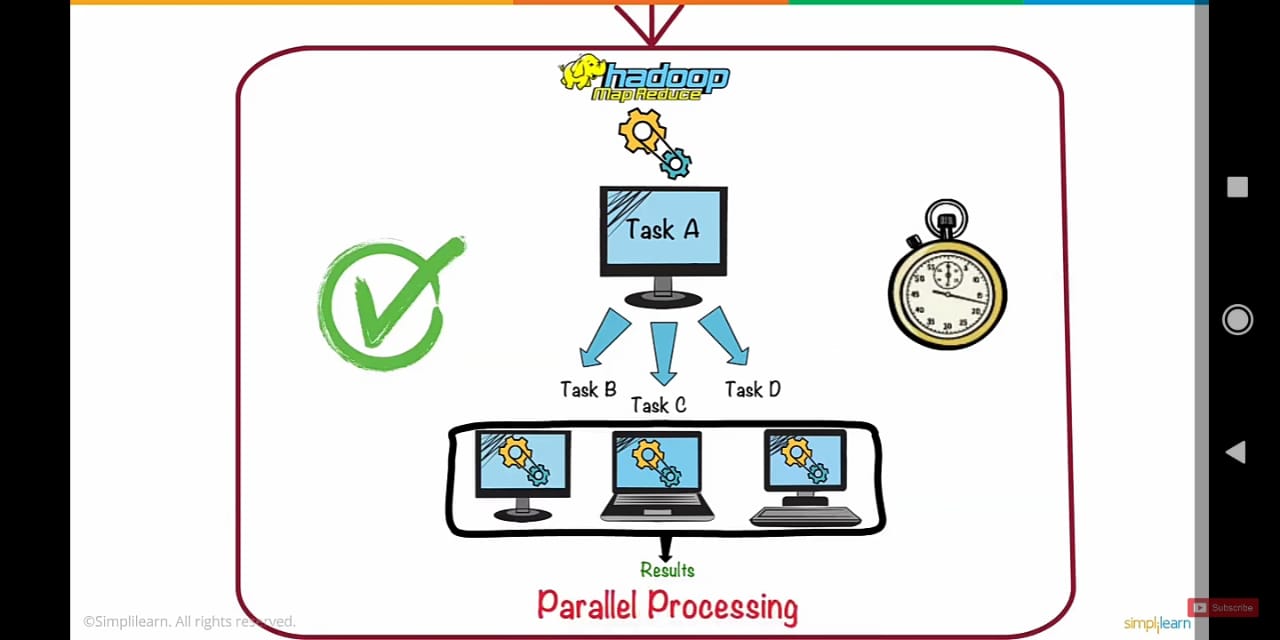 hadoop
Map Reduce
Task A
Task B
Task C
Task D
Results
Parallel Processing
©Simplilearn. All rights reserved.
simplilearn
Subscribe